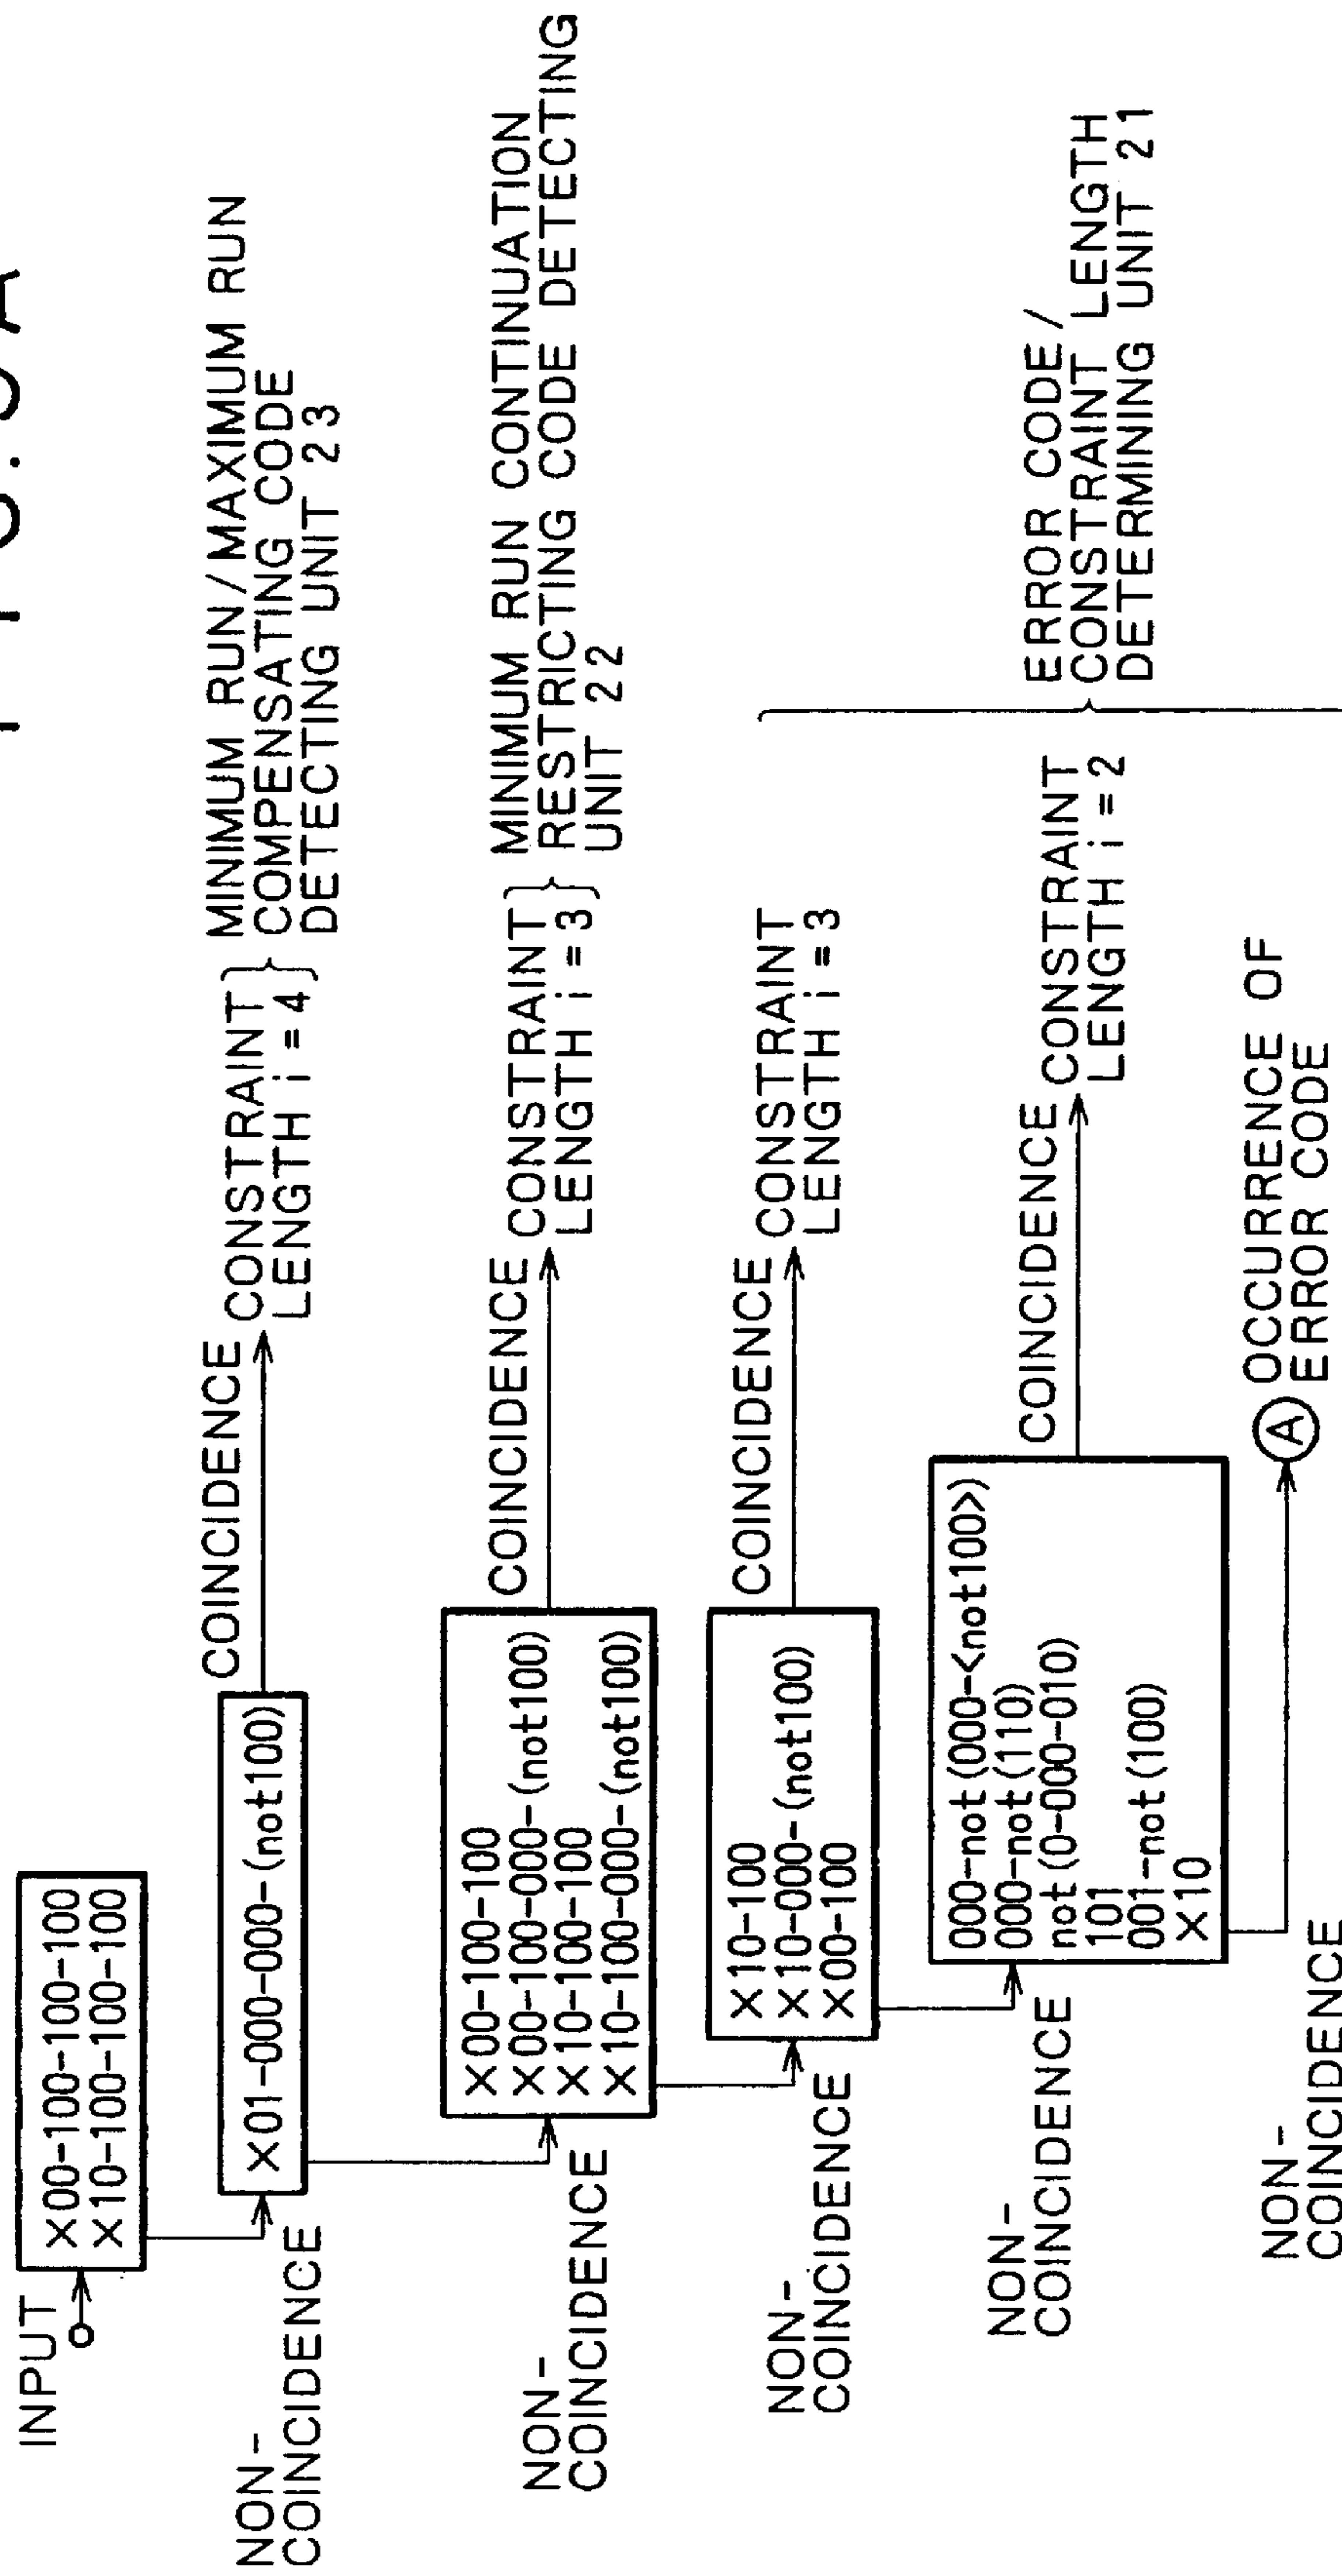 INPUT
×00-100-100-100
×10-100-100-100
NON-
COINCIDENCE
×01-000-000-(not100)
COINCIDENCE
CONSTRAINT
LENGTH i = 4
MINIMUM RUN/MAXIMUM RUN
COMPENSATING CODE
DETECTING UNIT 23
NON-
COINCIDENCE
×00-100-100
×00-100-000-(not100)
×10-100-100
×10-100-000-(not100)
COINCIDENCE
CONSTRAINT
LENGTH i = 3
MINIMUM RUN CONTINUATION
RESTRICTING CODE DETECTING
UNIT 22
NON-
COINCIDENCE
×10-100
×10-000-(not100)
×00-100
COINCIDENCE
CONSTRAINT
LENGTH i = 3
NON-
COINCIDENCE
000-not(000-<not100>)
000-not(110)
not(0-000-010)
101
001-not(100)
×10
COINCIDENCE
CONSTRAINT
LENGTH i = 2
ERROR CODE/
CONSTRAINT LENGTH
DETERMINING UNIT 21
NON-
COINCIDENCE
A
OCCURRENCE OF
ERROR CODE